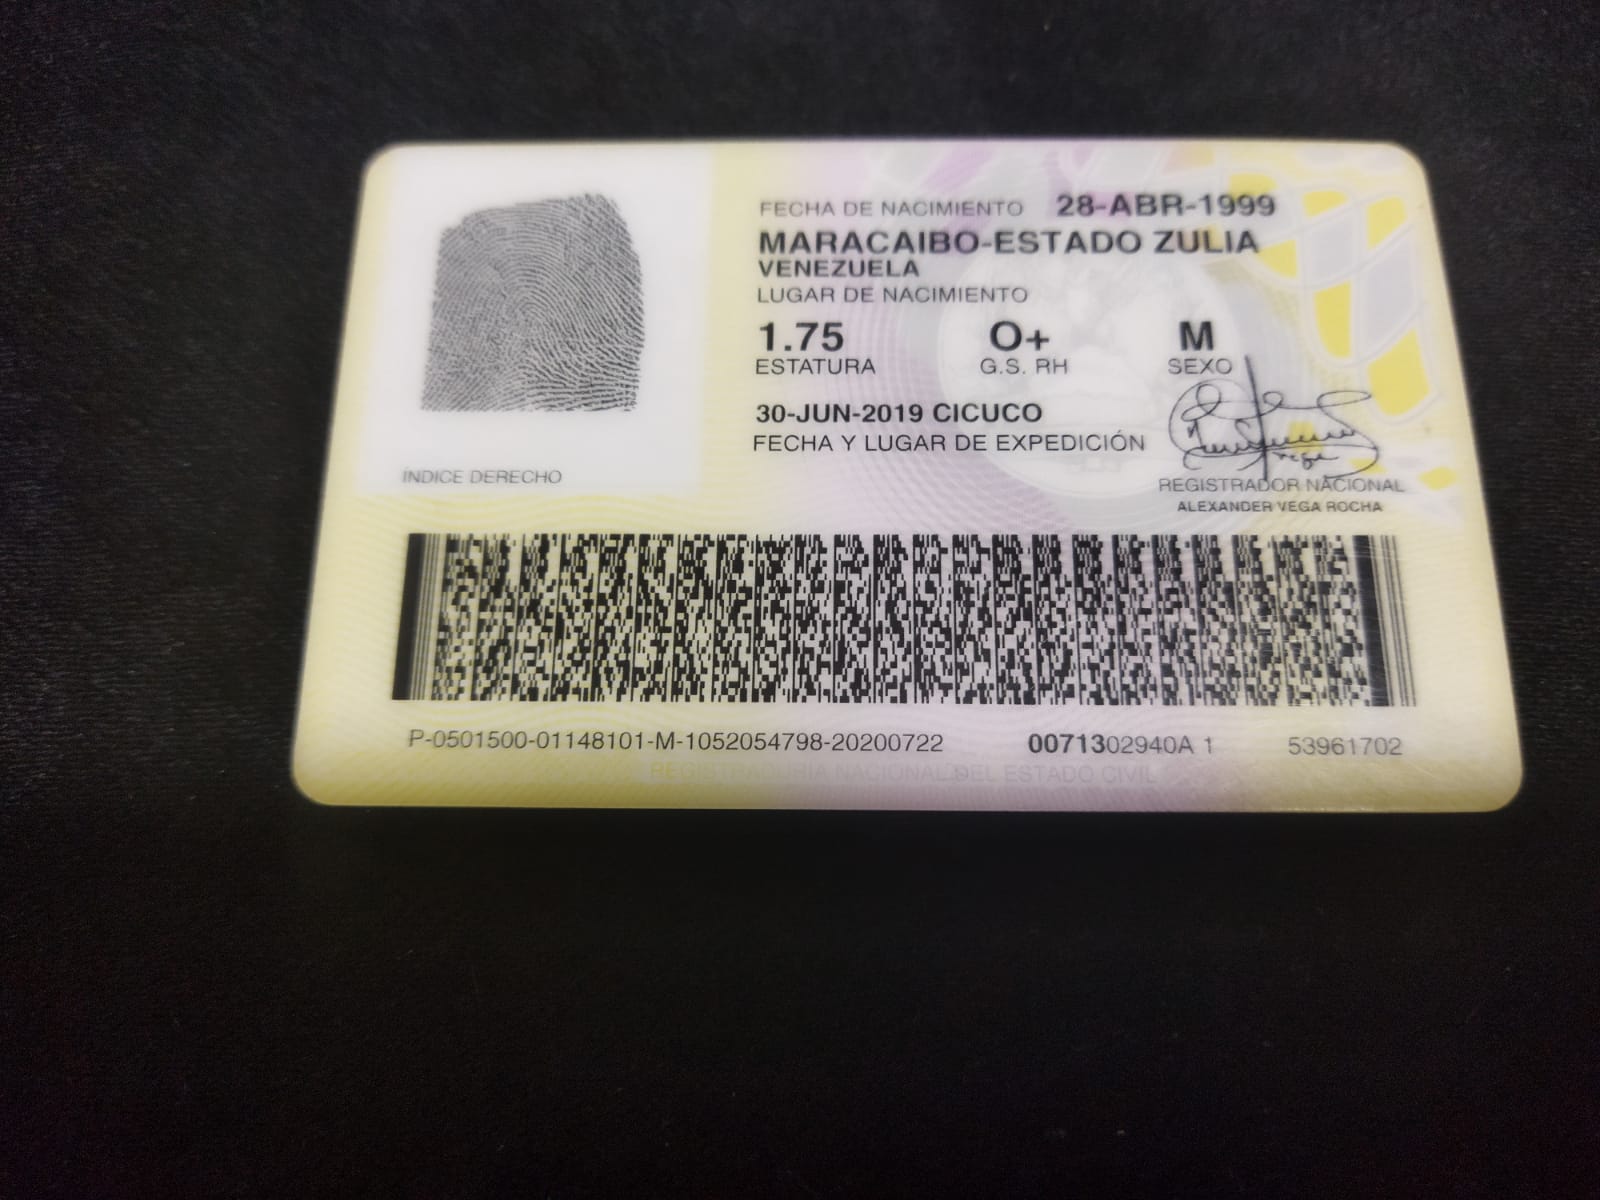 FECHA DE NACIMIENTO 28-ABR-1999
MARACAIBO-ESTADO ZULIA
VENEZUELA
LUGAR DE NACIMIENTO
1.75 O+ M
ESTATURA G.S. RH SEXO
30-JUN-2019 CICUCO
FECHA Y LUGAR DE EXPEDICIÓN
ÍNDICE DERECHO
REGISTRADOR NACIONAL
ALEXANDER VEGA ROCHA
P-0501500-01148101-M-1052054798-20200722 0071302940A 1 53961702
REGISTRADURIA NACIONAL DEL ESTADO CIVIL